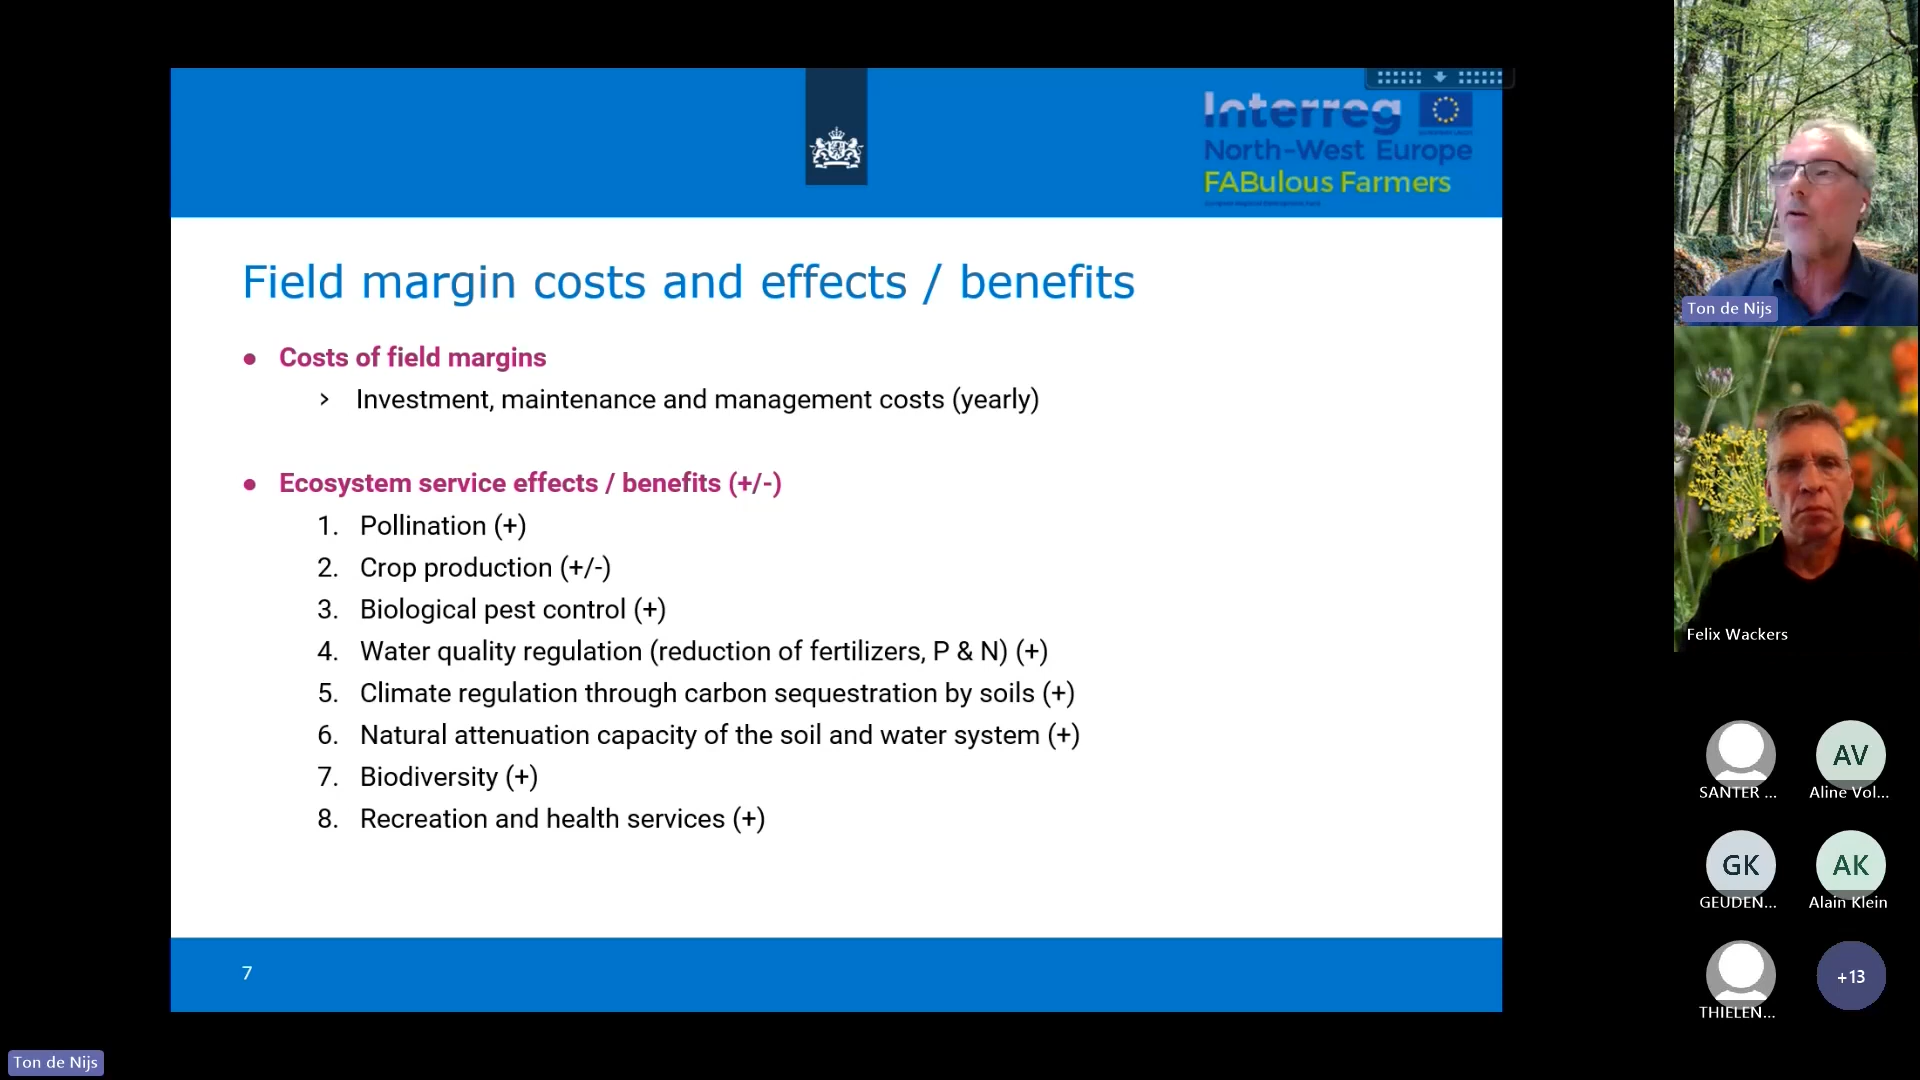 Interreg
North-West Europe
FABulous Farmers
Field margin costs and effects / benefits
● Costs of field margins
› Investment, maintenance and management costs (yearly)
● Ecosystem service effects / benefits (+/-)
1. Pollination (+)
2. Crop production (+/-)
3. Biological pest control (+)
4. Water quality regulation (reduction of fertilizers, P & N) (+)
5. Climate regulation through carbon sequestration by soils (+)
6. Natural attenuation capacity of the soil and water system (+)
7. Biodiversity (+)
8. Recreation and health services (+)
7
Ton de Nijs
Felix Wackers
SANTER ...
AV
Aline Vol...
GK
GEUDEN...
AK
Alain Klein
THIELEN...
+13
Ton de Nijs